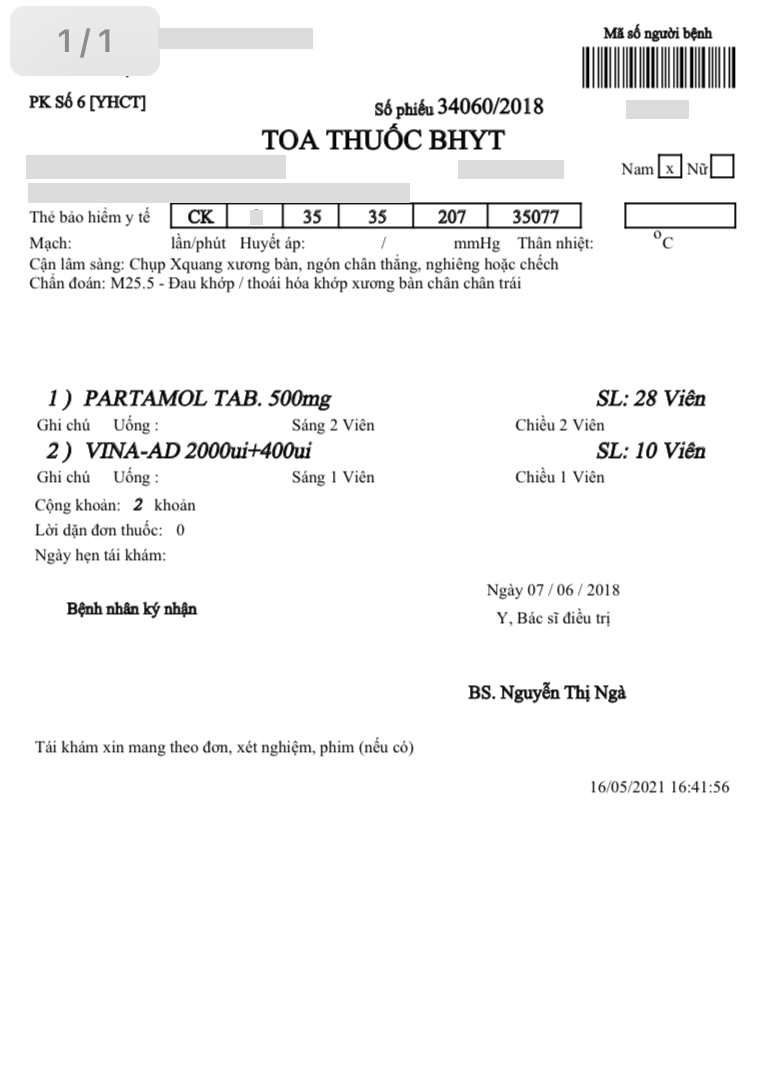 1/1
Mã số người bệnh
PK Số 6 [YHCT]
Số phiếu 34060/2018
TOA THUỐC BHYT
Nam x Nữ
Thẻ bảo hiểm y tế CK 35 35 207 35077
Mạch: lần/phút Huyết áp: / mmHg Thân nhiệt: °C
Cận lâm sàng: Chụp Xquang xương bàn, ngón chân thẳng, nghiêng hoặc chếch
Chẩn đoán: M25.5 - Đau khớp / thoái hóa khớp xương bàn chân chân trái
1 ) PARTAMOL TAB. 500mg SL: 28 Viên
Ghi chú Uống : Sáng 2 Viên Chiều 2 Viên
2 ) VINA-AD 2000ui+400ui SL: 10 Viên
Ghi chú Uống : Sáng 1 Viên Chiều 1 Viên
Cộng khoản: 2 khoản
Lời dặn đơn thuốc: 0
Ngày hẹn tái khám:
Ngày 07 / 06 / 2018
Bệnh nhân ký nhận
Y, Bác sĩ điều trị
BS. Nguyễn Thị Ngà
Tái khám xin mang theo đơn, xét nghiệm, phim (nếu có)
16/05/2021 16:41:56